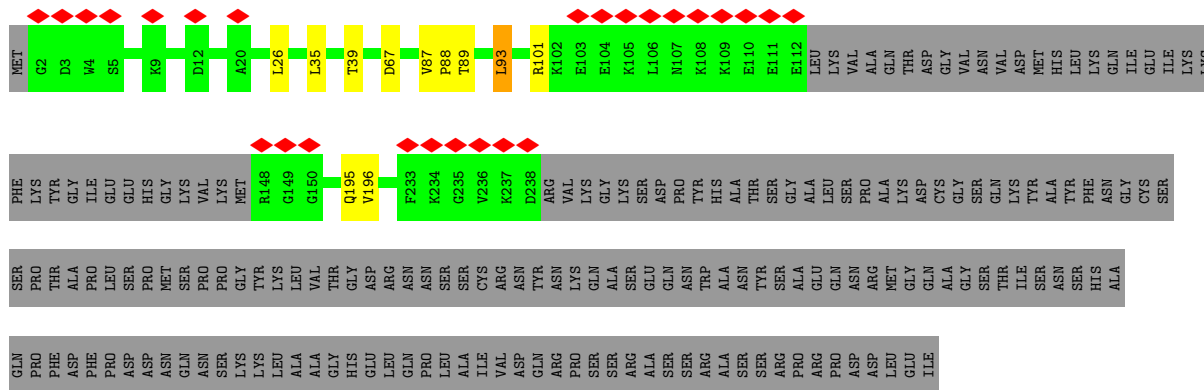 MET G2 D3 W4 S5 K9 D12 A20 L26 L35 T39 D67 V87 P88 T89 L93 R101 K102 E103 E104 K105 L106 N107 K108 K109 E110 E111 E112 LEU LYS VAL ALA GLN THR ASP GLY VAL ASN VAL ASP MET HIS LEU LYS GLN ILE GLU ILE LYS
PHE LYS TYR GLY ILE GLU GLU HIS GLY LYS VAL LYS MET R148 G149 G150 Q195 V196 F233 K234 G235 V236 K237 D238 ARG VAL LYS GLY LYS SER ASP PRO TYR HIS ALA THR SER GLY ALA LEU SER PRO ALA LYS ASP CYS GLY SER GLN LYS TYR ALA TYR PHE ASN GLY CYS SER
SER PRO THR ALA PRO LEU SER PRO MET SER PRO PRO GLY TYR LYS LEU VAL THR GLY ASP ARG ASN ASN SER SER CYS ARG ASN TYR ASN LYS GLN ALA SER GLU GLN ASN TRP ALA ASN TYR SER ALA GLU GLN ASN ARG MET GLY GLN ALA GLY SER THR ILE SER ASN SER HIS ALA
GLN PRO PHE ASP PHE PRO ASP ASP ASN GLN ASN SER LYS LYS LEU ALA ALA GLY HIS GLU LEU GLN PRO LEU ALA ILE VAL ASP GLN ARG PRO SER SER ARG ALA SER SER ARG ALA SER SER ARG PRO ARG PRO ASP ASP LEU GLU ILE